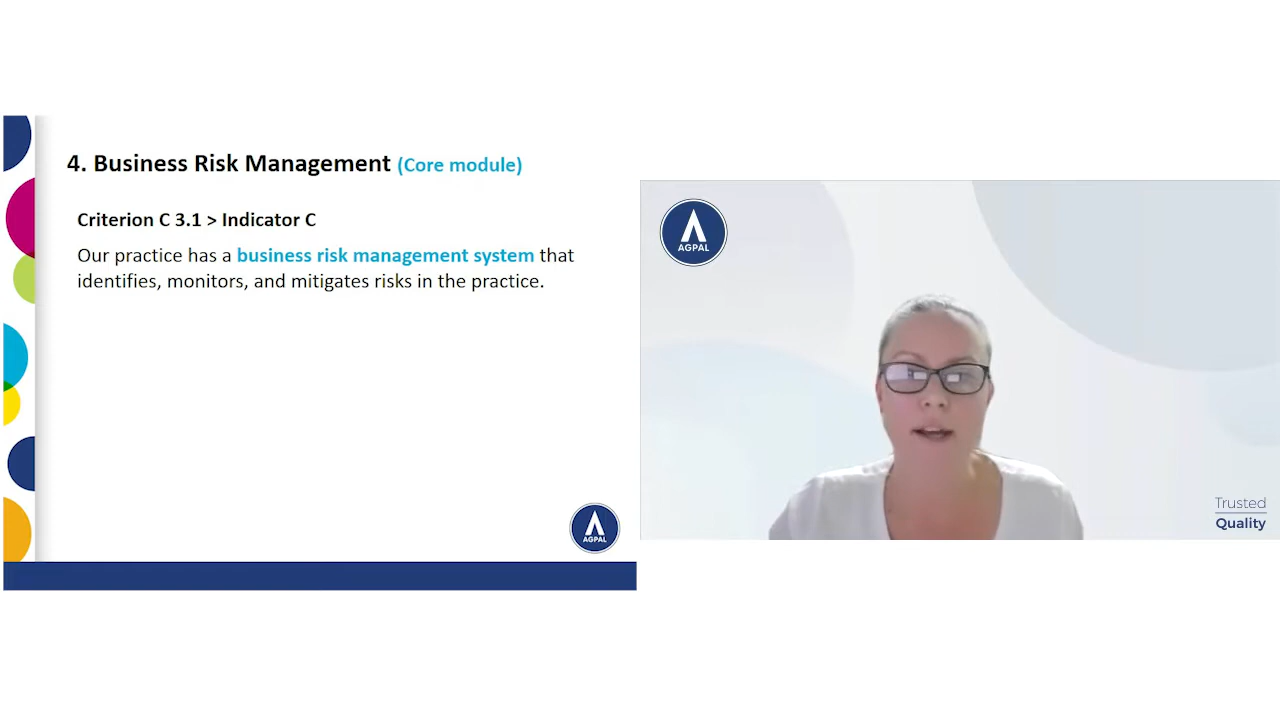 4. Business Risk Management (Core module)
Criterion C 3.1 > Indicator C
Our practice has a business risk management system that
identifies, monitors, and mitigates risks in the practice.
AGPAL
AGPAL
Trusted
Quality